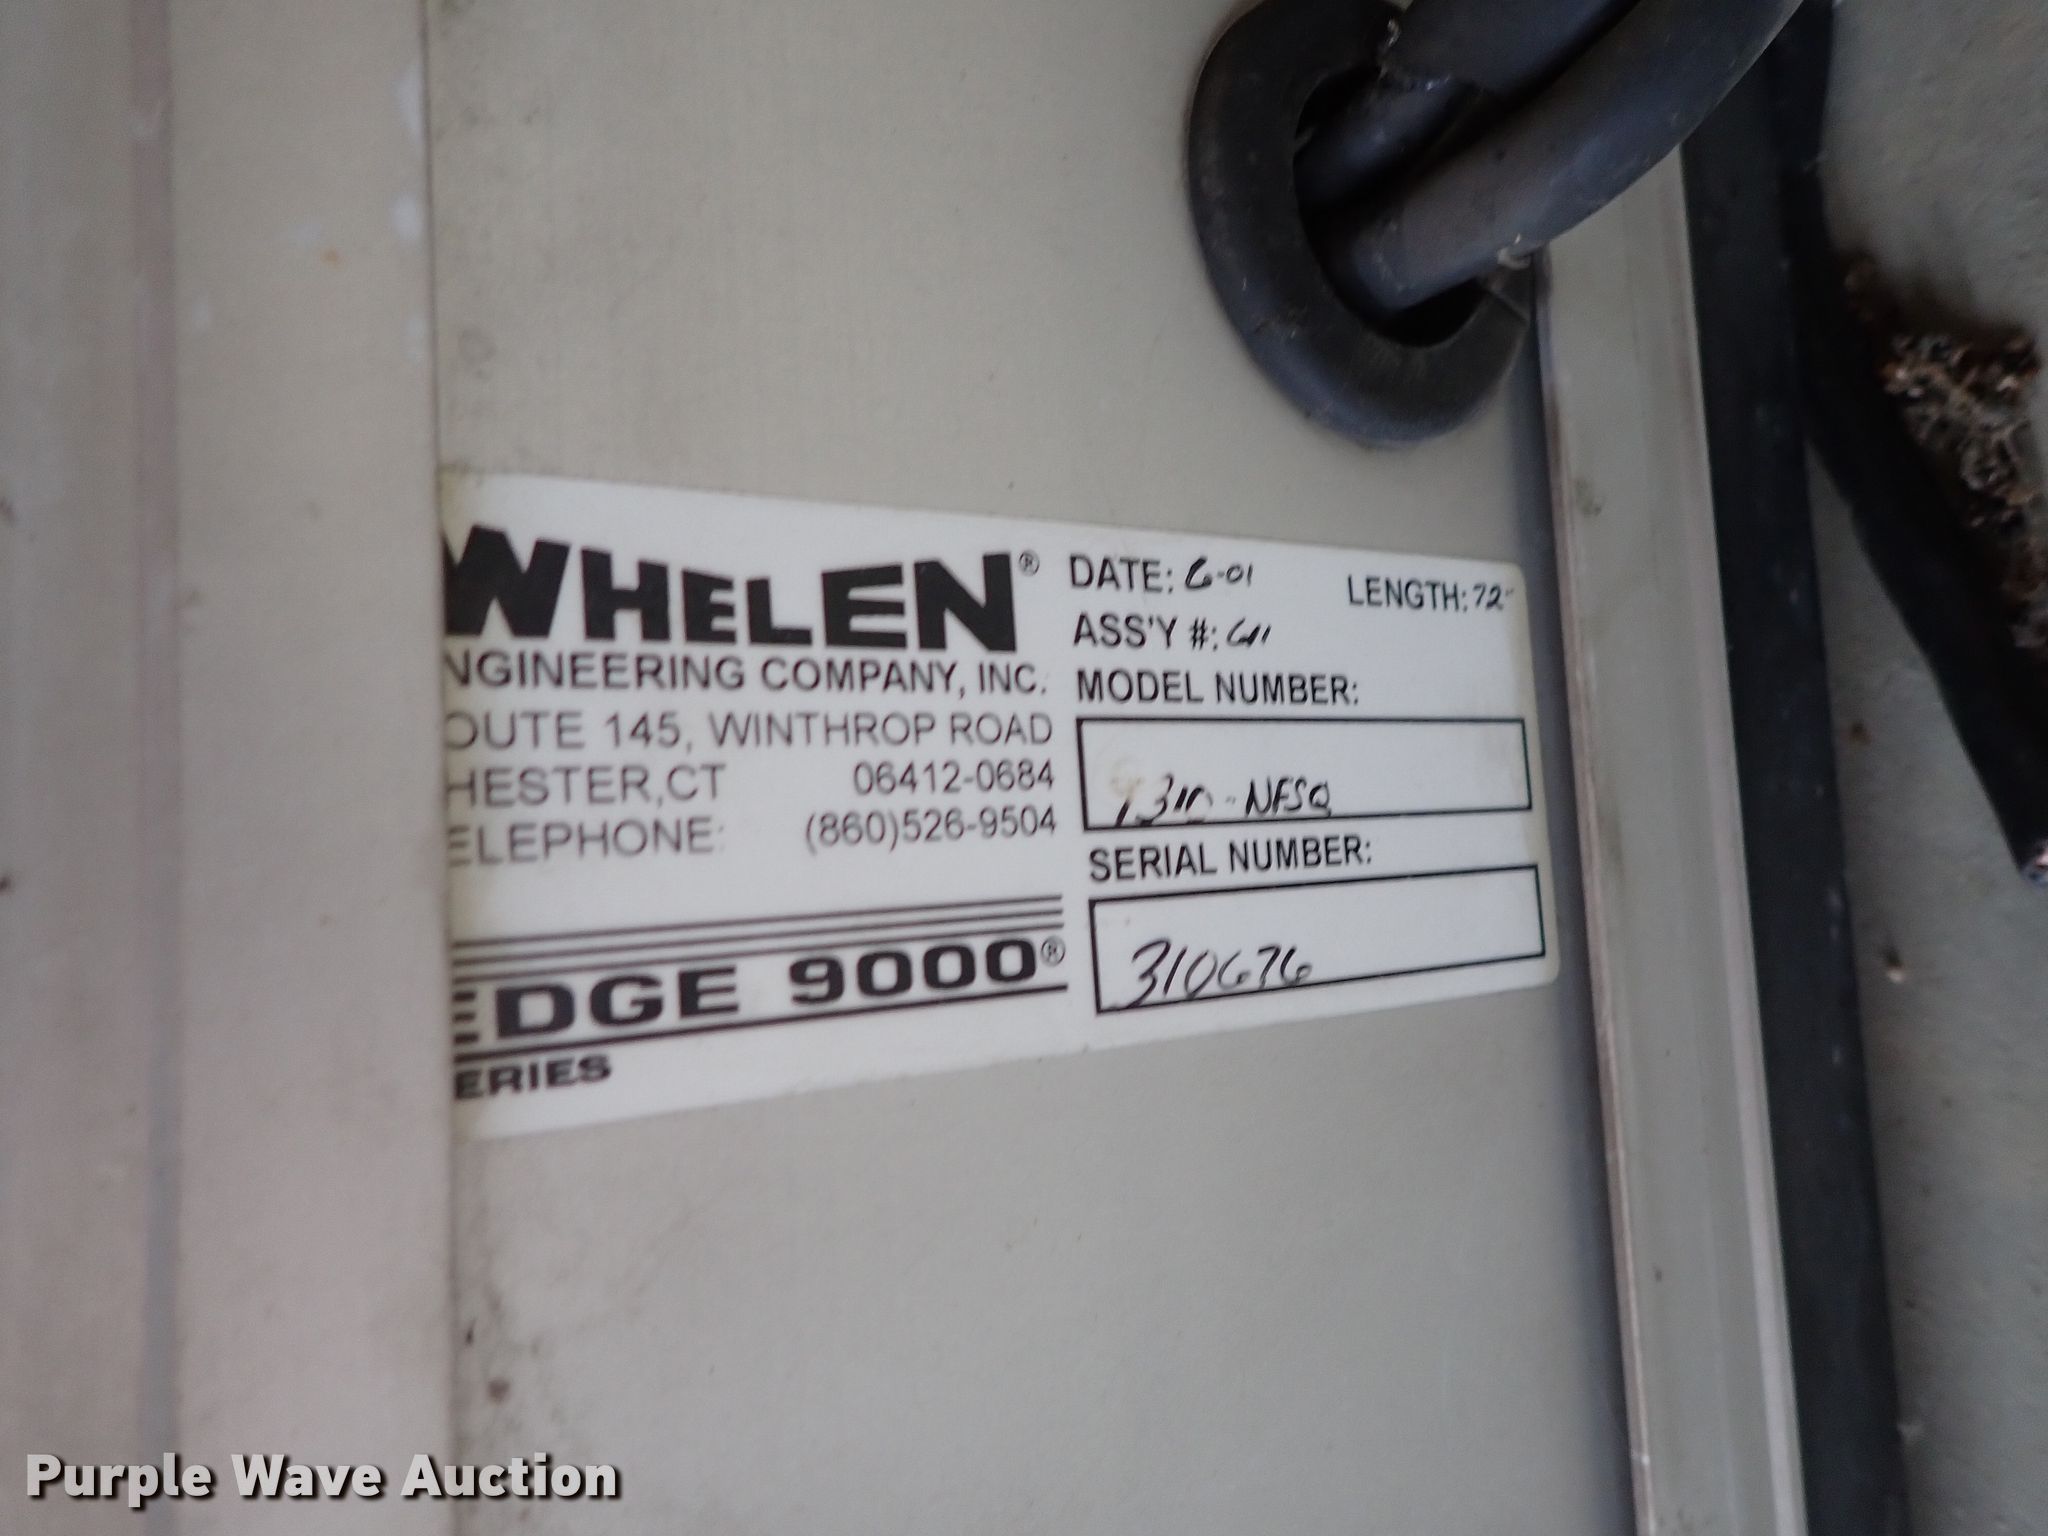 WHELEN®
NGINEERING COMPANY, INC.
OUTE 145, WINTHROP ROAD
HESTER,CT 06412-0684
ELEPHONE: (860)526-9504
EDGE 9000®
ERIES
DATE: 6-01 LENGTH: 72"
ASS'Y #:
MODEL NUMBER:
-NFSQ
SERIAL NUMBER:
310676
Purple Wave Auction